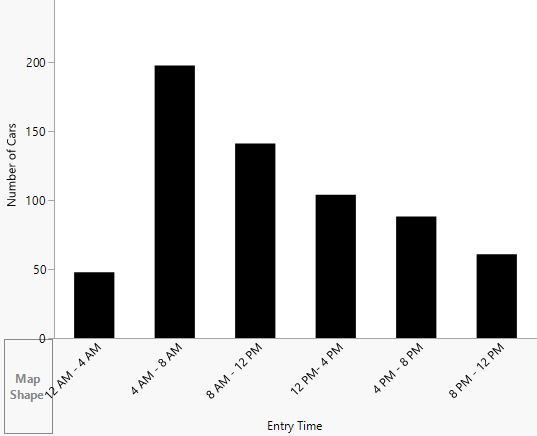 Number of Cars
200
150
100
50
0
12 AM - 4 AM
4 AM - 8 AM
8 AM - 12 PM
12 PM- 4 PM
4 PM - 8 PM
8 PM - 12 PM
Map
Shape
Entry Time